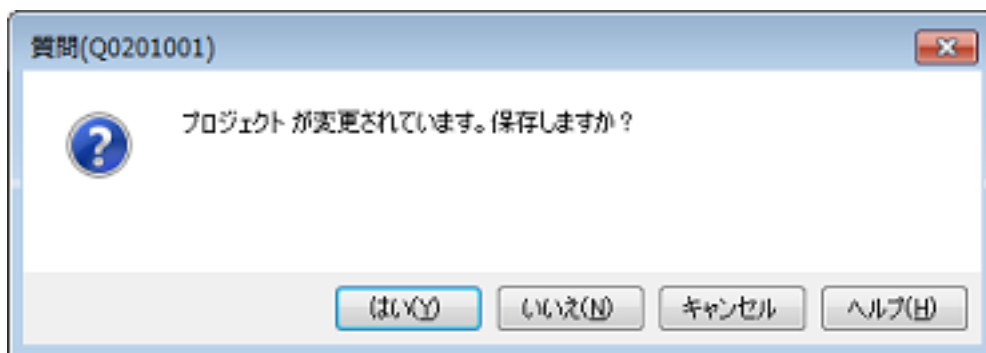 質問(Q0201001)
プロジェクト が変更されています。保存しますか？
はい(Y)
いいえ(N)
キャンセル
ヘルプ(H)